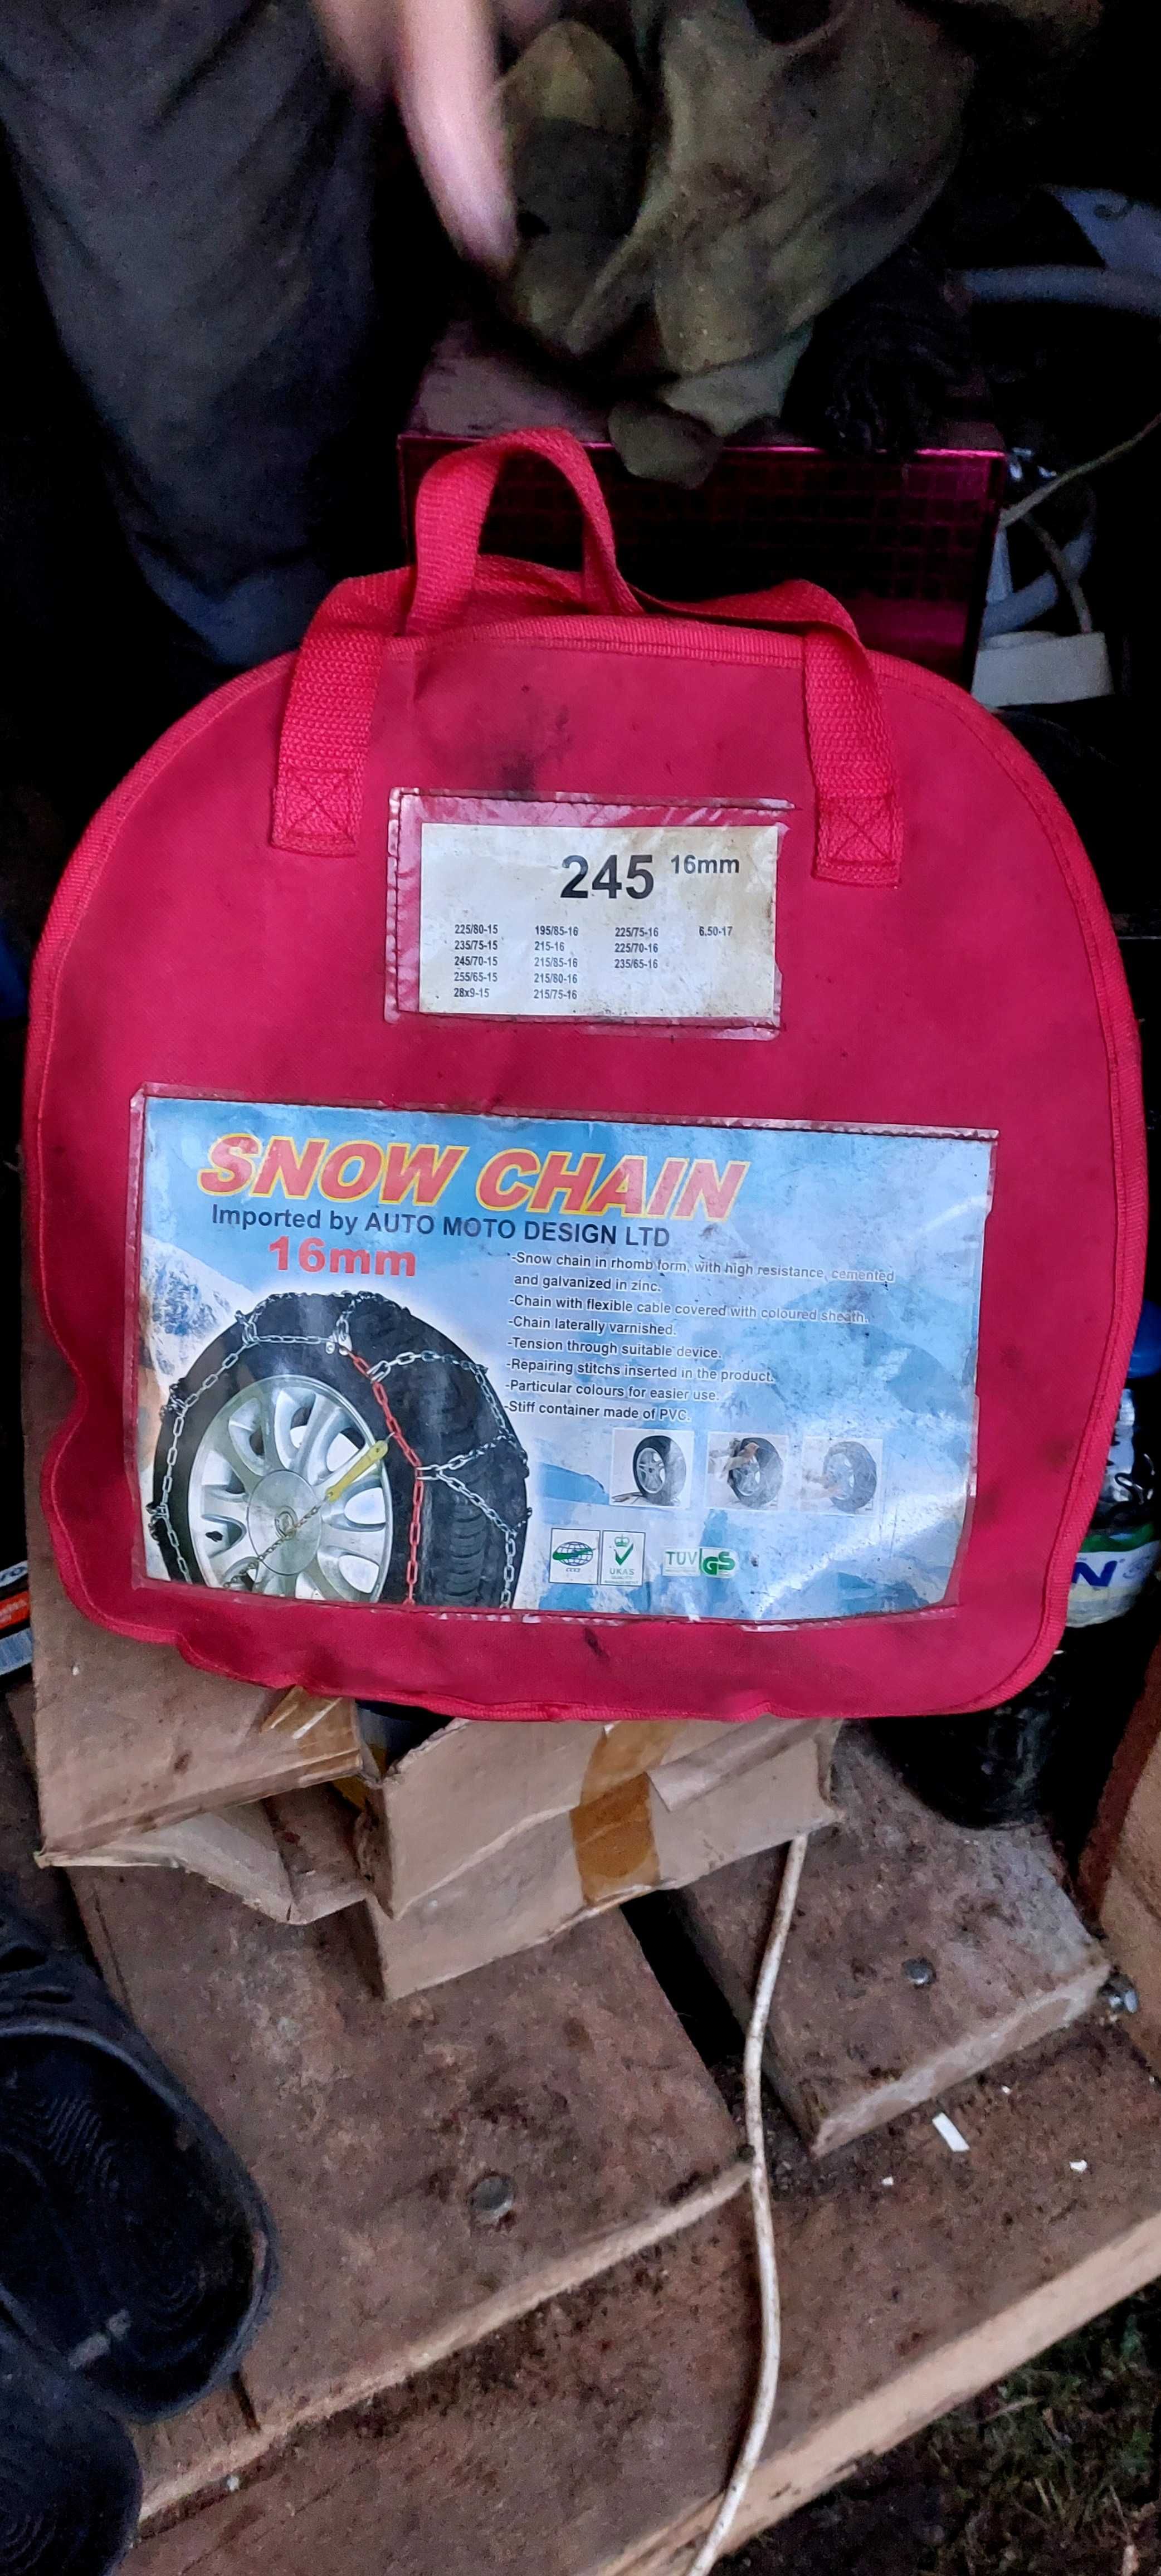 245 16mm
225/80-15 195/85-16 225/75-16 6.50-17
235/75-15 215-16 225/70-16
245/70-15 215/85-16 235/65-16
255/65-15 215/80-16
28x9-15 215/75-16
SNOW CHAIN
Imported by AUTO MOTO DESIGN LTD
16mm
-Snow chain in rhomb form, with high resistance, cemented
and galvanized in zinc.
-Chain with flexible cable covered with coloured sheath.
-Chain laterally varnished.
-Tension through suitable device.
-Repairing stitchs inserted in the product.
-Particular colours for easier use.
-Stiff container made of PVC.
UKAS
TUV GS